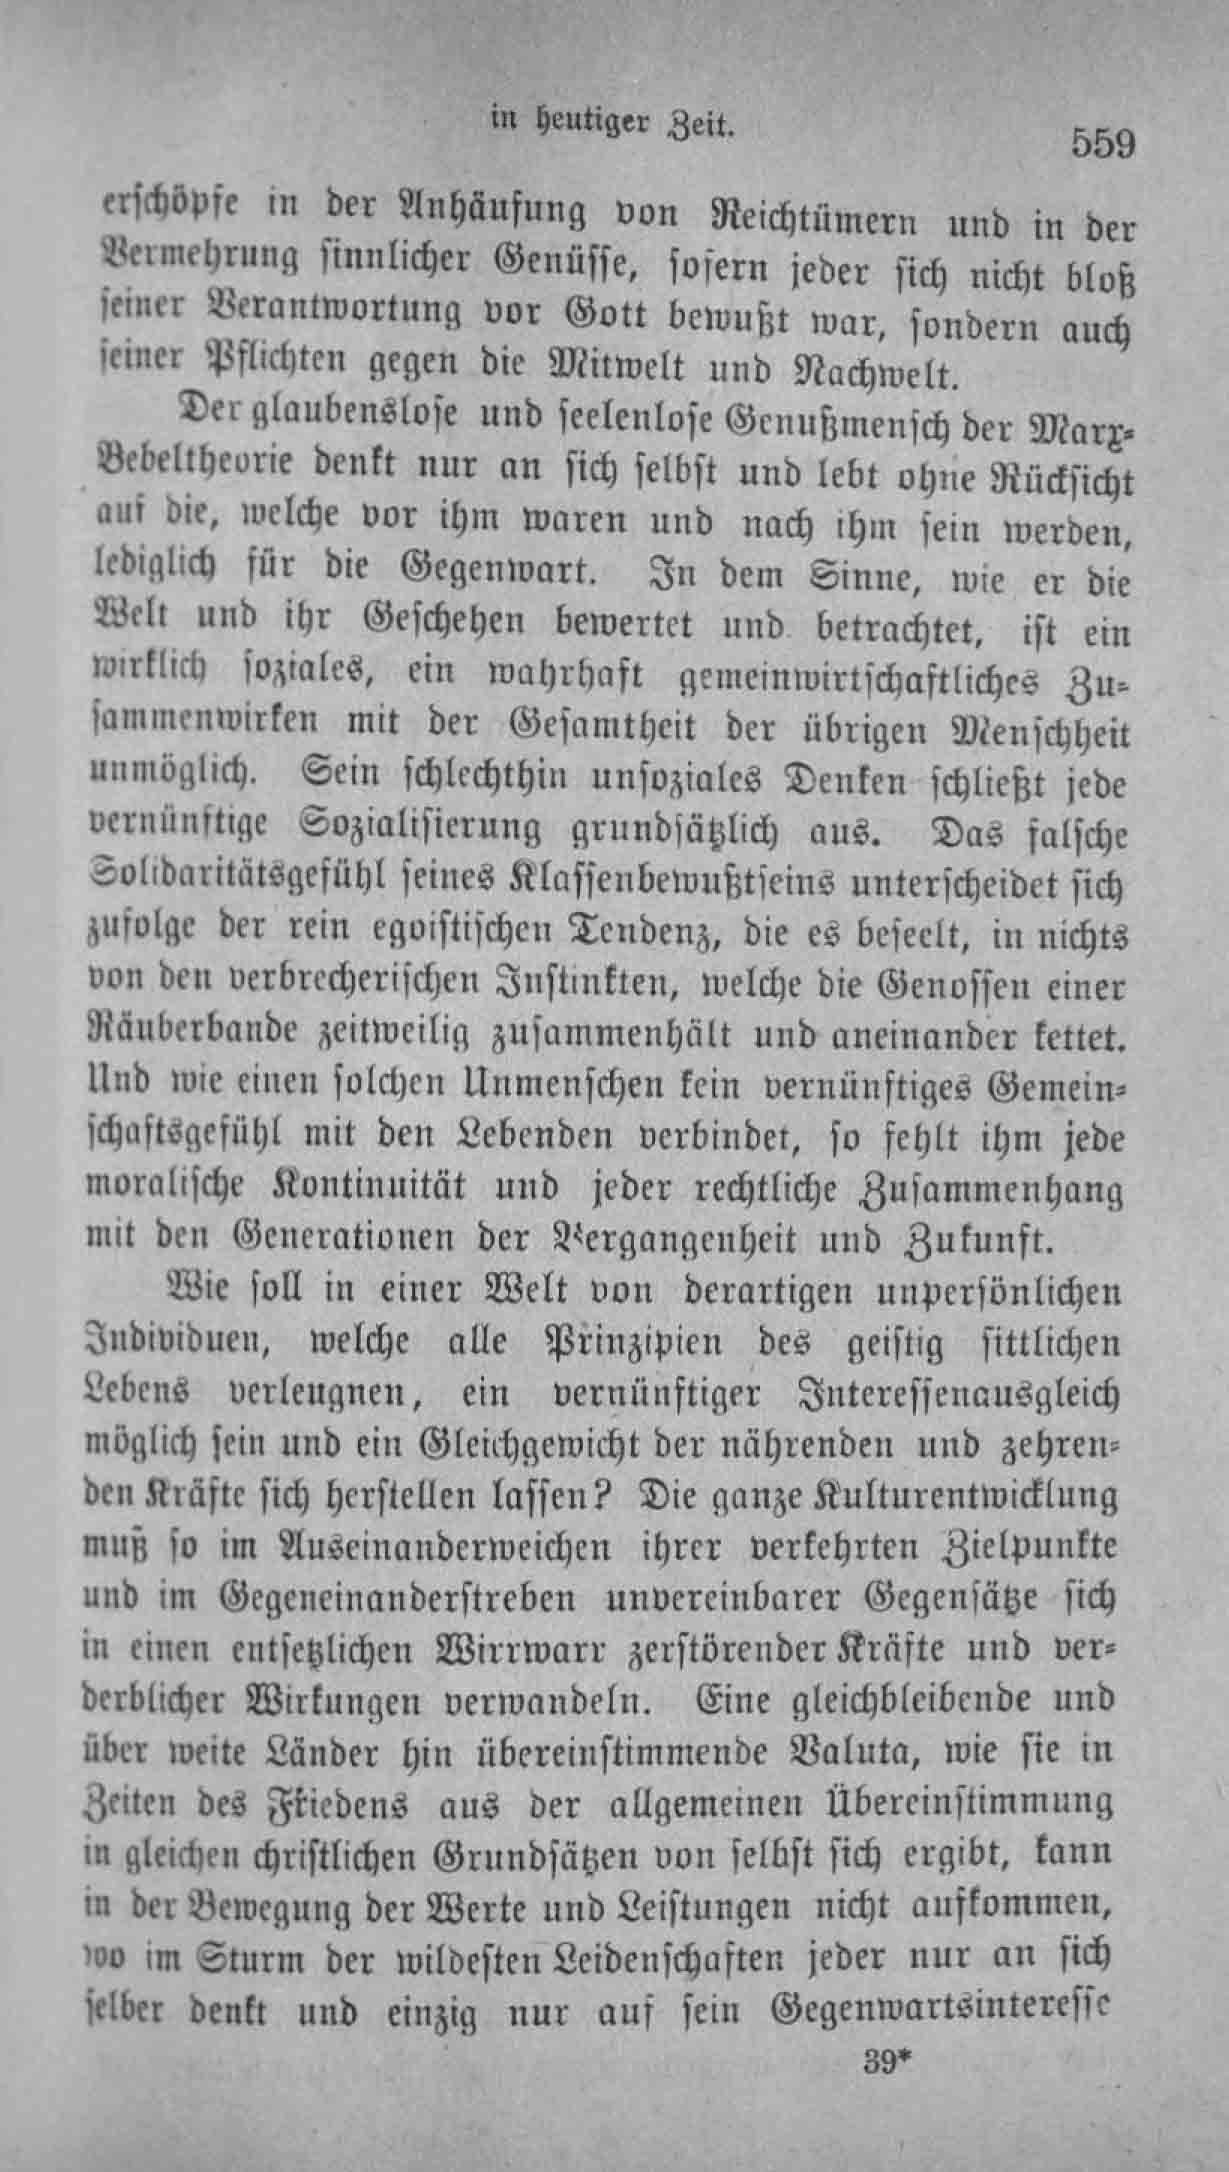 in heutiger Zeit.
559
erschöpfe in der Anhäufung von Reichtümern und in der
Vermehrung sinnlicher Genüsse, sofern jeder sich nicht bloß
seiner Verantwortung vor Gott bewußt war, sondern auch
seiner Pflichten gegen die Mitwelt und Nachwelt.
Der glaubenslose und seelenlose Genußmensch der Marx-
Bebeltheorie denkt nur an sich selbst und lebt ohne Rücksicht
auf die, welche vor ihm waren und nach ihm sein werden,
lediglich für die Gegenwart. In dem Sinne, wie er die
Welt und ihr Geschehen bewertet und betrachtet, ist ein
wirklich soziales, ein wahrhaft gemeinwirtschaftliches Zu-
sammenwirken mit der Gesamtheit der übrigen Menschheit
unmöglich. Sein schlechthin unsoziales Denken schließt jede
vernünftige Sozialisierung grundsätzlich aus. Das falsche
Solidaritätsgefühl seines Klassenbewußtseins unterscheidet sich
zufolge der rein egoistischen Tendenz, die es beseelt, in nichts
von den verbrecherischen Instinkten, welche die Genossen einer
Räuberbande zeitweilig zusammenhält und aneinander kettet.
Und wie einen solchen Unmenschen kein vernünftiges Gemein-
schaftsgefühl mit den Lebenden verbindet, so fehlt ihm jede
moralische Kontinuität und jeder rechtliche Zusammenhang
mit den Generationen der Vergangenheit und Zukunft.
Wie soll in einer Welt von derartigen unpersönlichen
Individuen, welche alle Prinzipien des geistig sittlichen
Lebens verleugnen, ein vernünftiger Interessenausgleich
möglich sein und ein Gleichgewicht der nährenden und zehren-
den Kräfte sich herstellen lassen? Die ganze Kulturentwicklung
muß so im Auseinanderweichen ihrer verkehrten Zielpunkte
und im Gegeneinanderstreben unvereinbarer Gegensätze sich
in einen entsetzlichen Wirrwarr zerstörender Kräfte und ver-
derblicher Wirkungen verwandeln. Eine gleichbleibende und
über weite Länder hin übereinstimmende Valuta, wie sie in
Zeiten des Friedens aus der allgemeinen Übereinstimmung
in gleichen christlichen Grundsätzen von selbst sich ergibt, kann
in der Bewegung der Werte und Leistungen nicht aufkommen,
wo im Sturm der wildesten Leidenschaften jeder nur an sich
selber denkt und einzig nur auf sein Gegenwartsinteresse
39*